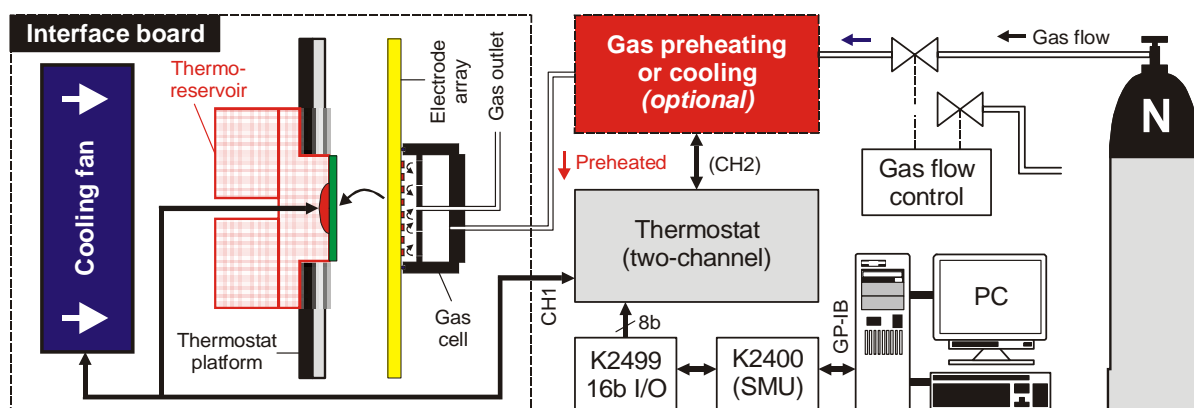 Interface board
Cooling fan
Thermo-
reservoir
Thermostat
platform
Electrode
array
Gas outlet
Gas
cell
CH1
Gas preheating
or cooling
(optional)
Preheated
(CH2)
Thermostat
(two-channel)
8b
K2499
16b I/O
K2400
(SMU)
GP-IB
PC
Gas flow
Gas flow
control
N